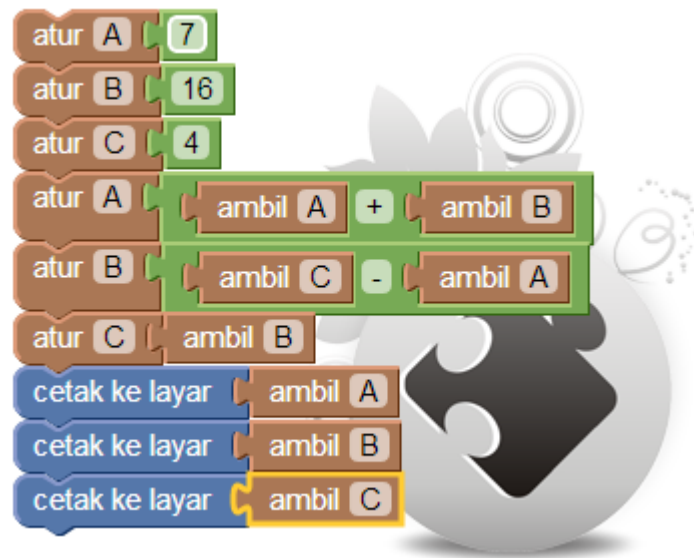 atur A 7
atur B 16
atur C 4
atur A ambil A + ambil B
atur B ambil C - ambil A
atur C ambil B
cetak ke layar ambil A
cetak ke layar ambil B
cetak ke layar ambil C